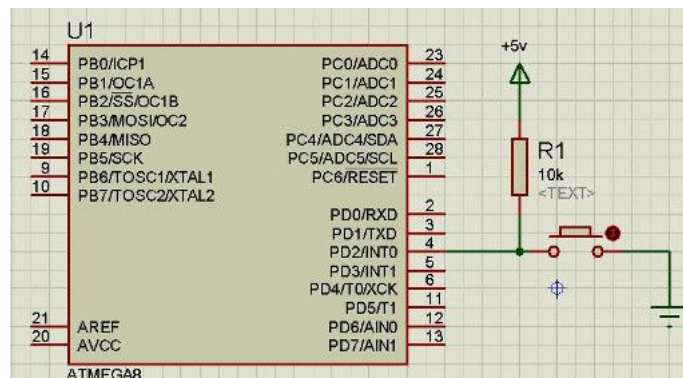 U1
14 PB0/ICP1 PC0/ADC0 23
15 PB1/OC1A PC1/ADC1 24
16 PB2/SS/OC1B PC2/ADC2 25
17 PB3/MOSI/OC2 PC3/ADC3 26
18 PB4/MISO PC4/ADC4/SDA 27
19 PB5/SCK PC5/ADC5/SCL 28
9 PB6/TOSC1/XTAL1 PC6/RESET 1
10 PB7/TOSC2/XTAL2
PD0/RXD 2
PD1/TXD 3
PD2/INT0 4
PD3/INT1 5
PD4/T0/XCK 6
PD5/T1 11
21 AREF PD6/AIN0 12
20 AVCC PD7/AIN1 13
ATMEGA8
+5v
R1
10k
<TEXT>